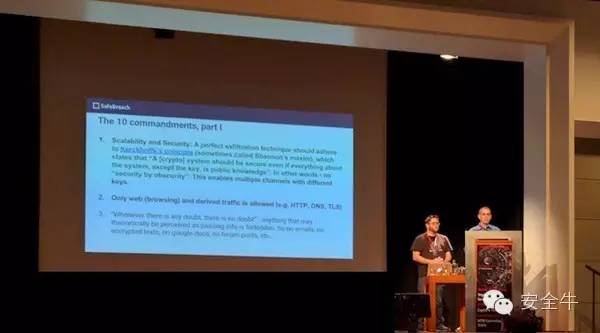 SafeBreach
The 10 commandments, part I
1. Scalability and Security: A perfect exfiltration technique should adhere
to Kerckhoffs's principle (sometimes called Shannon's maxim), which
states that "A [crypto] system should be secure even if everything about
the system, except the key, is public knowledge". In other words - no
"security by obscurity". This enables multiple channels with different
keys.
2. Only web (browsing) and derived traffic is allowed (e.g. HTTP, DNS, TLS)
3. "Whenever there is any doubt, there is no doubt" - anything that may
theoretically be perceived as passing info is forbidden. So no emails, no
encrypted texts, no google docs, no forum posts, etc.
安全牛